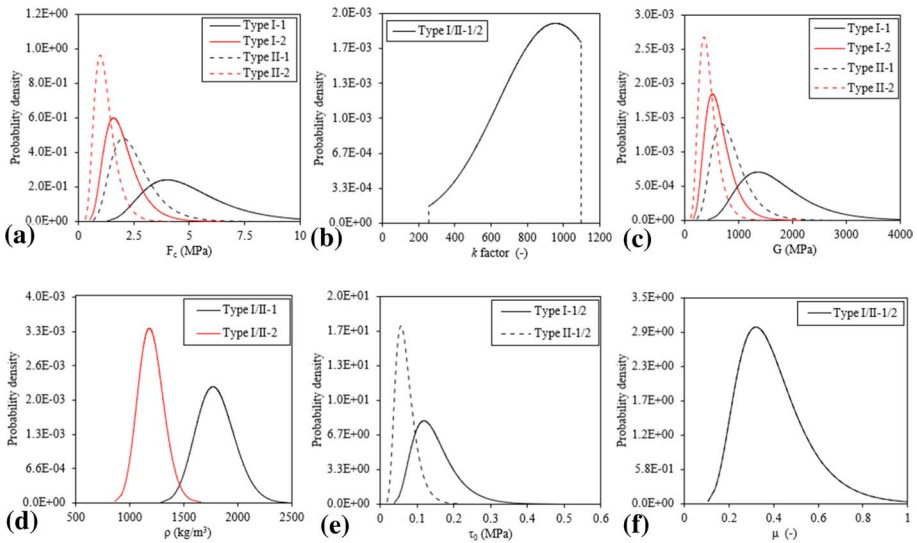 1.2E+00
1.0E+00
8.0E-01
6.0E-01
4.0E-01
2.0E-01
0.0E+00
Probability density
Type I-1
Type I-2
Type II-1
Type II-2
0
2.5
5
7.5
10
Fc (MPa)
(a)
2.0E-03
1.7E-03
1.3E-03
1.0E-03
6.7E-04
3.3E-04
0.0E+00
Probability density
Type I/II-1/2
0 200 400 600 800 1000 1200
k factor (-)
(b)
3.0E-03
2.5E-03
2.0E-03
1.5E-03
1.0E-03
5.0E-04
0.0E+00
Probability density
Type I-1
Type I-2
Type II-1
Type II-2
0 1000 2000 3000 4000
G (MPa)
(c)
4.0E-03
3.3E-03
2.7E-03
2.0E-03
1.3E-03
6.6E-04
0.0E+00
Probability density
Type I/II-1
Type I/II-2
500 1000 1500 2000 2500
ρ (kg/m³)
(d)
2.0E+01
1.7E+01
1.3E+01
1.0E+01
6.7E+00
3.3E+00
0.0E+00
Probability density
Type I-1/2
Type II-1/2
0 0.1 0.2 0.3 0.4 0.5 0.6
τ₀ (MPa)
(e)
3.5E+00
2.9E+00
2.3E+00
1.7E+00
1.2E+00
5.8E-01
0.0E+00
Probability density
Type I/II-1/2
0 0.2 0.4 0.6 0.8 1
μ (-)
(f)